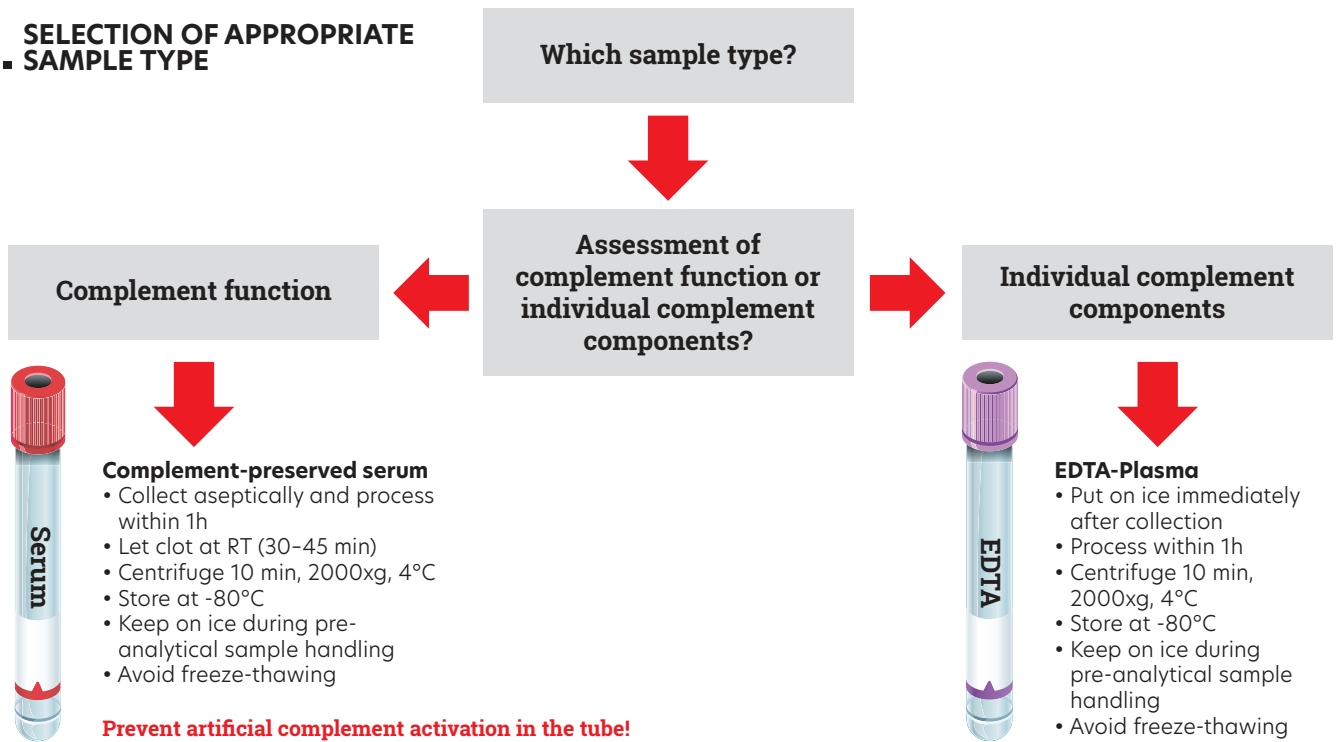 SELECTION OF APPROPRIATE
SAMPLE TYPE
Which sample type?
Assessment of
complement function or
individual complement
components?
Complement function
Individual complement
components
Serum
Complement-preserved serum
• Collect aseptically and process
within 1h
• Let clot at RT (30–45 min)
• Centrifuge 10 min, 2000xg, 4°C
• Store at -80°C
• Keep on ice during pre-
analytical sample handling
• Avoid freeze-thawing
Prevent artificial complement activation in the tube!
EDTA
EDTA-Plasma
• Put on ice immediately
after collection
• Process within 1h
• Centrifuge 10 min,
2000xg, 4°C
• Store at -80°C
• Keep on ice during
pre-analytical sample
handling
• Avoid freeze-thawing